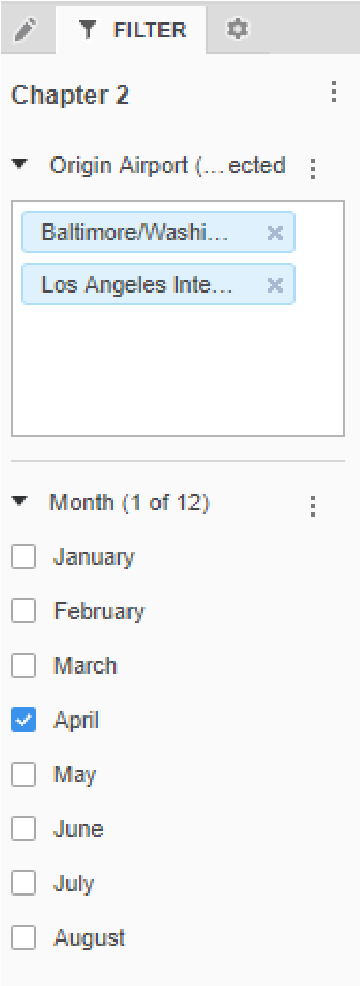 FILTER
Chapter 2
Origin Airport (...ected
Baltimore/Washi...
Los Angeles Inte...
Month (1 of 12)
January
February
March
April
May
June
July
August